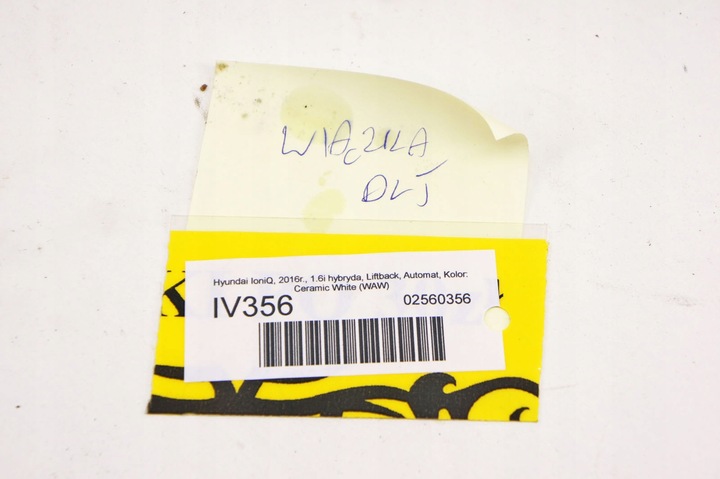 WIĄZKA
DLJ
Hyundai IoniQ, 2016r., 1.6i hybryda, Liftback, Automat, Kolor:
Ceramic White (WAW)
IV356
02560356